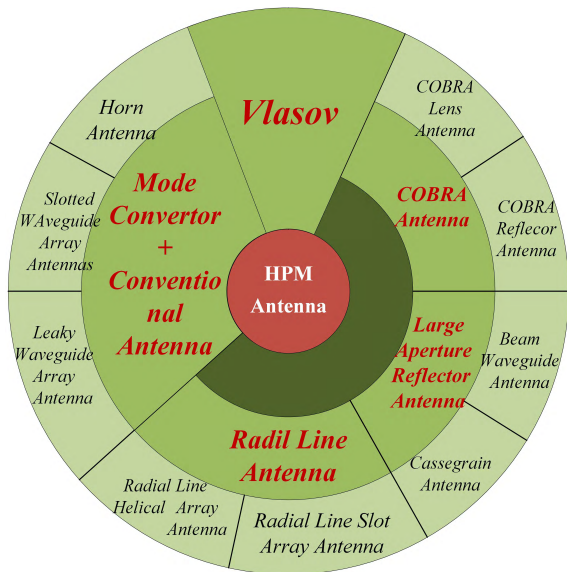 Vlasov
COBRA
Lens
Antenna
COBRA
Reflecor
Antenna
COBRA
Antenna
Beam
Waveguide
Antenna
Cassegrain
Antenna
Large
Aperture
Reflector
Antenna
Radial Line Slot
Array Antenna
Radial Line
Helical Array
Antenna
Radil Line
Antenna
Leaky
Waveguide
Array
Antenna
Slotted
WAveguide
Array
Antennas
Horn
Antenna
Mode
Convertor
+
Conventio
nal
Antenna
HPM
Antenna